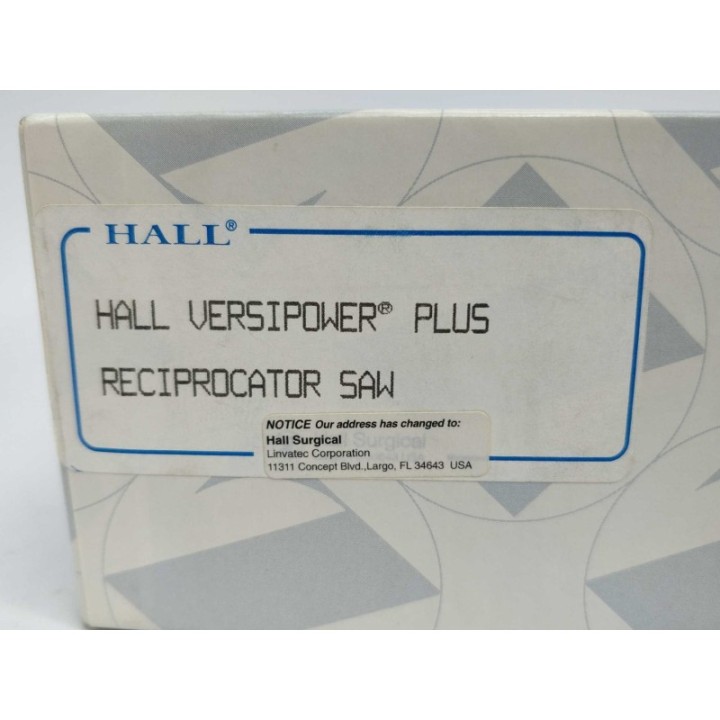 HALL®
HALL VERSIPOWER® PLUS
RECIPROCATOR SAW
NOTICE Our address has changed to:
Hall Surgical
Linvatec Corporation
11311 Concept Blvd.,Largo, FL 34643 USA
Surgical